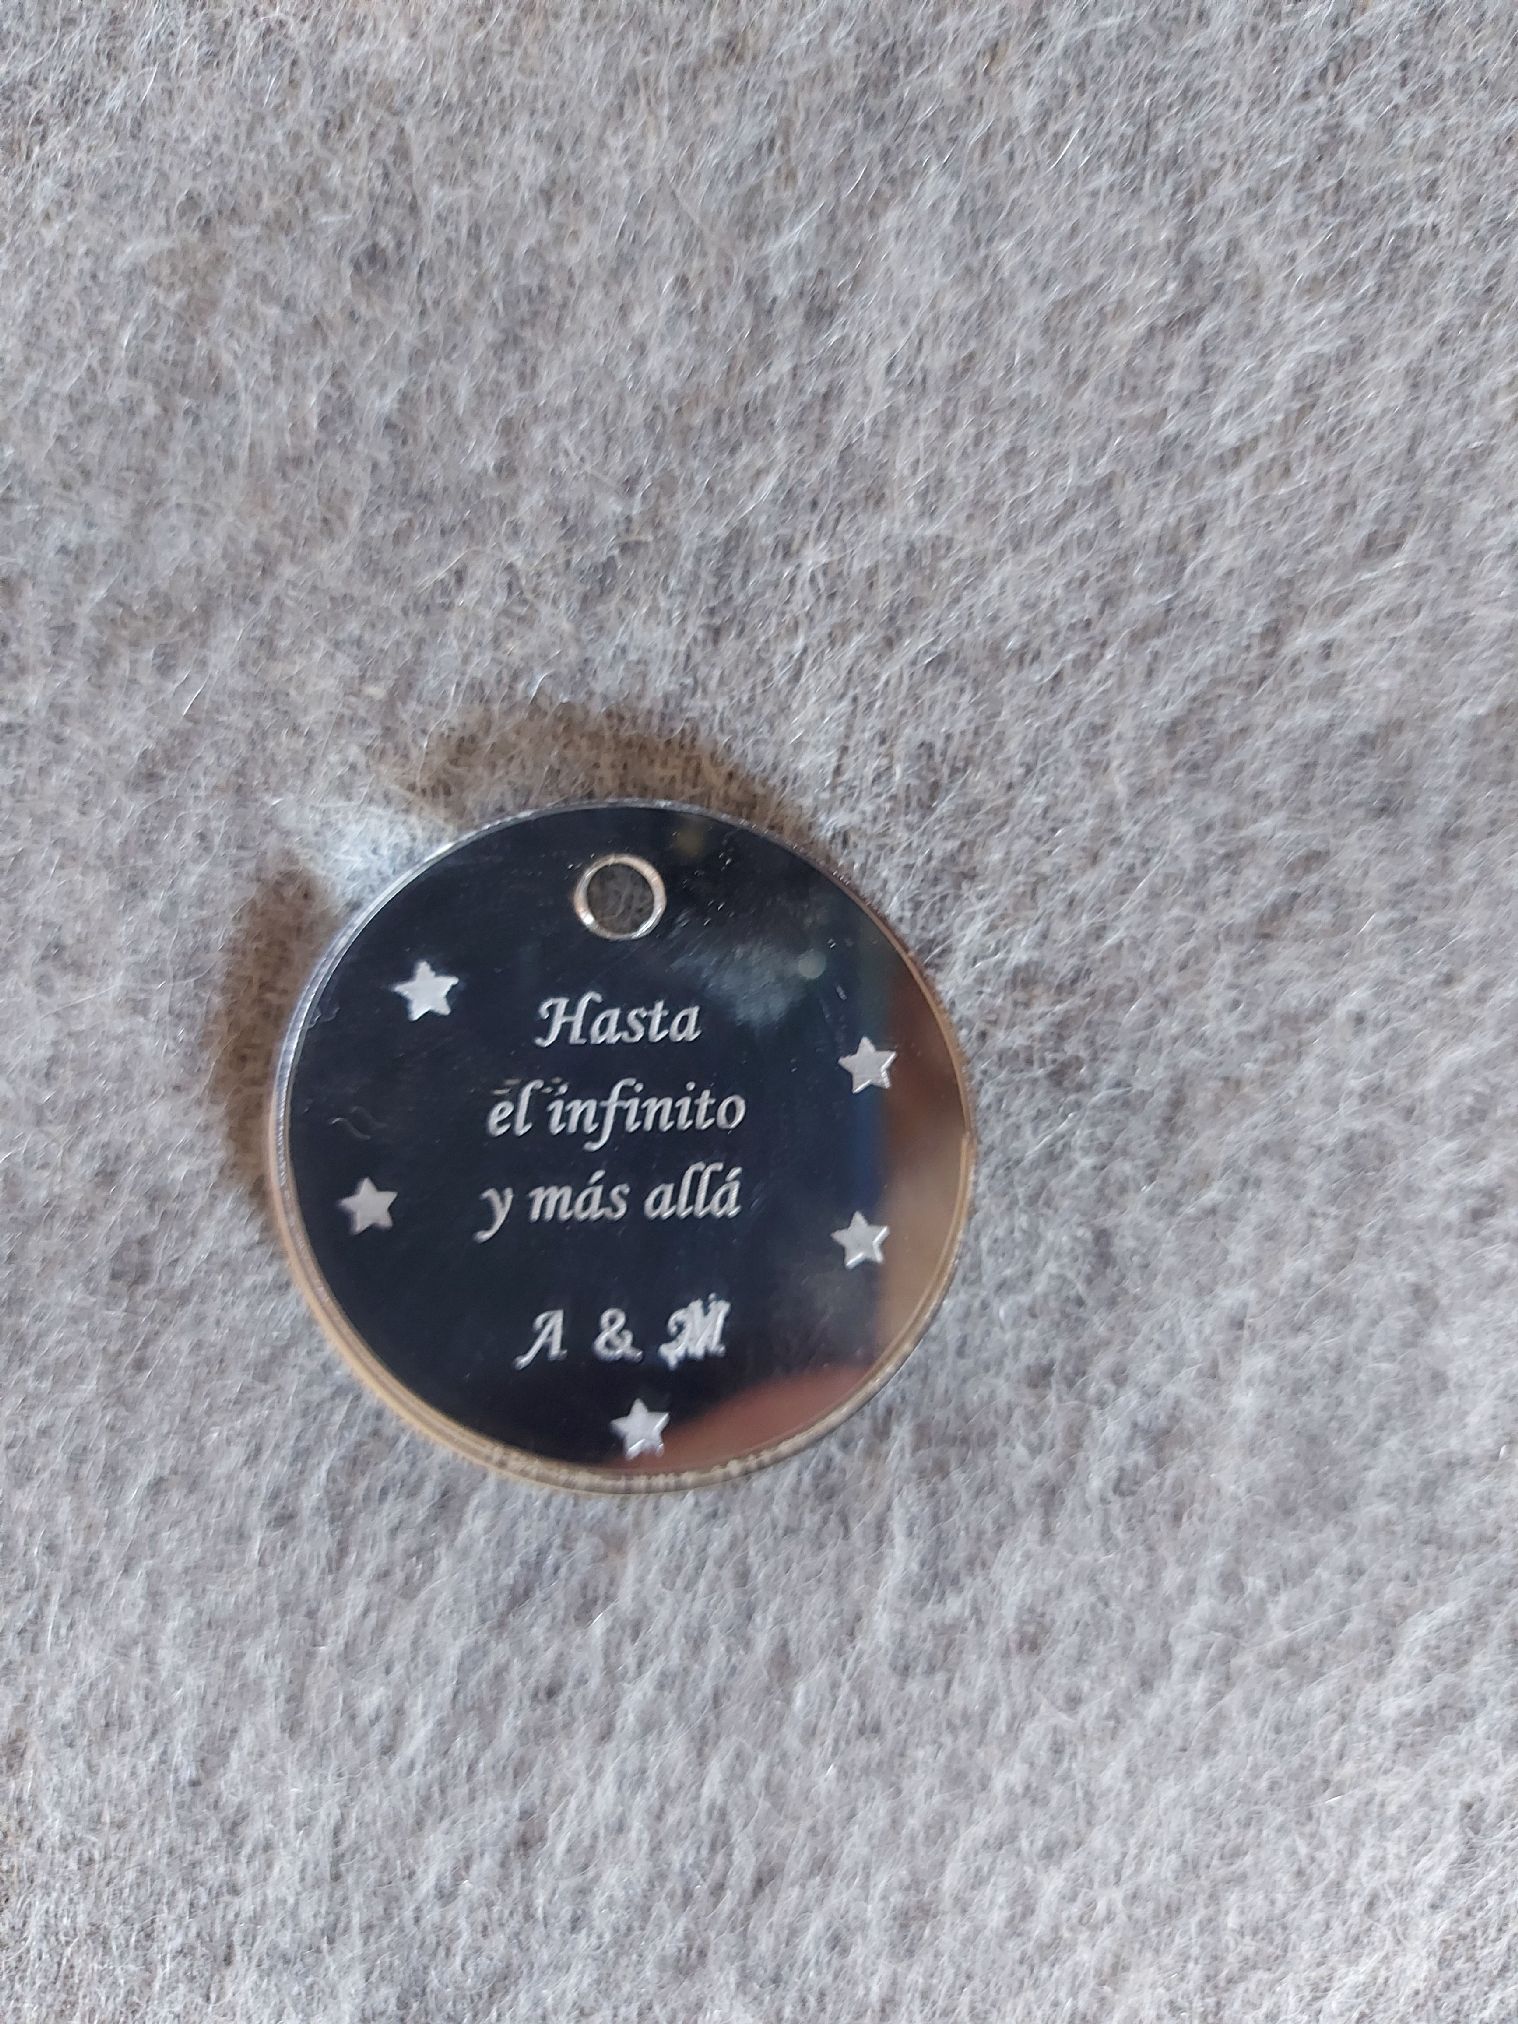 Hasta
el infinito
y más allá
A & M